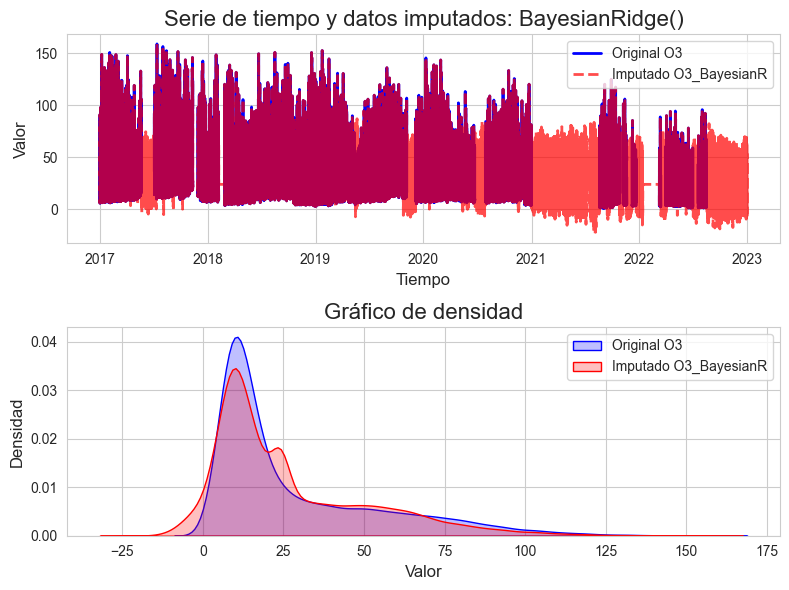 Serie de tiempo y datos imputados: BayesianRidge()
Original O3
Imputado O3_BayesianR
150
100
50
0
Valor
2017 2018 2019 2020 2021 2022 2023
Tiempo
Gráfico de densidad
Original O3
Imputado O3_BayesianR
0.04
0.03
0.02
0.01
0.00
Densidad
−25 0 25 50 75 100 125 150 175
Valor